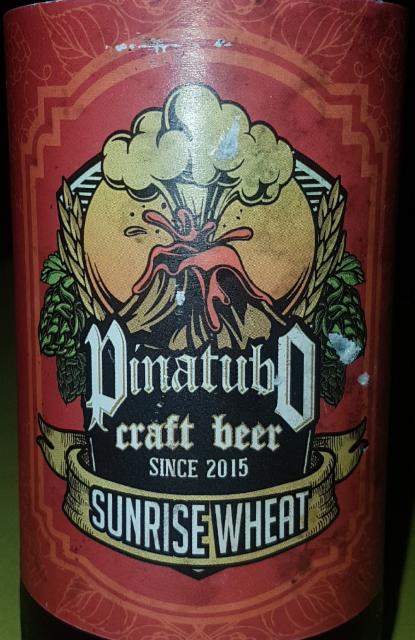 PinatubO
craft beer
SINCE 2015
SUNRISE WHEAT